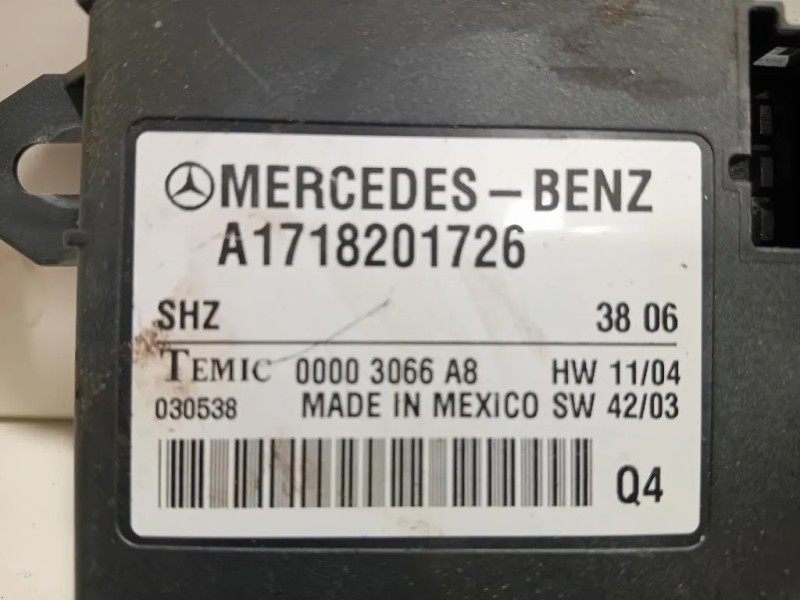 MERCEDES-BENZ
A1718201726
SHZ 38 06
TEMIC 0000 3066 A8 HW 11/04
030538 MADE IN MEXICO SW 42/03
Q4